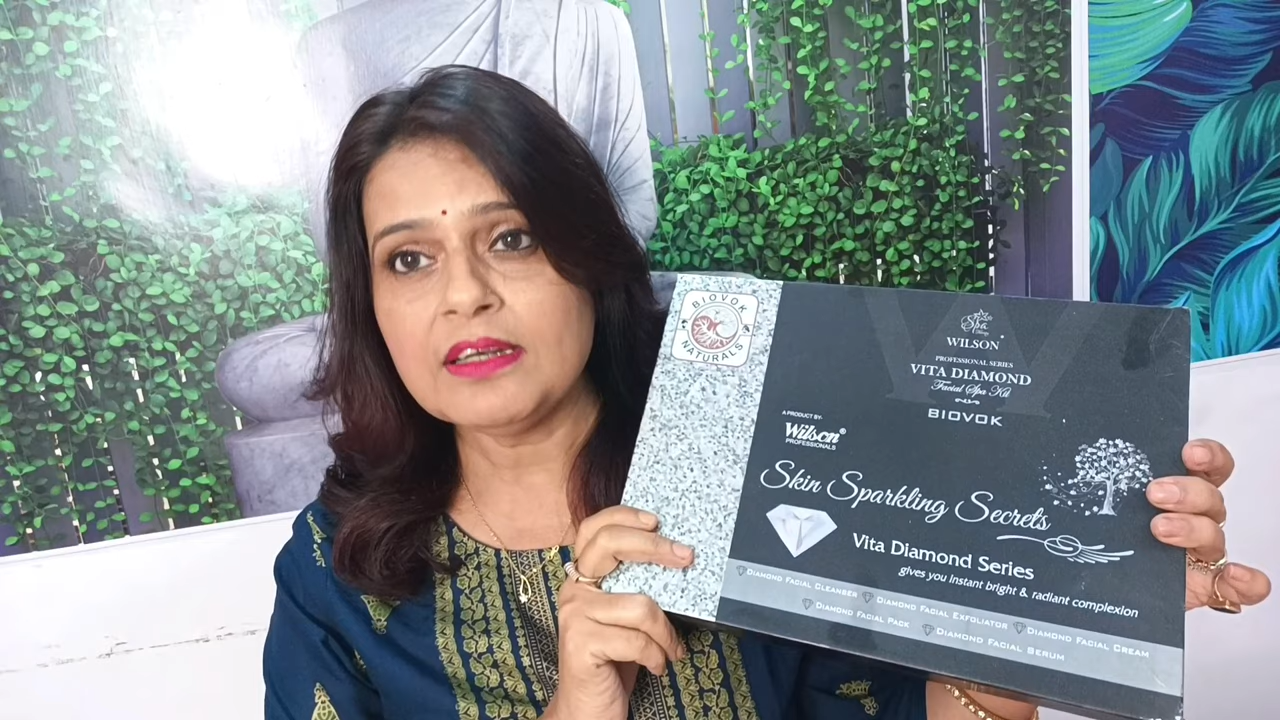 BIOVOK
NATURALS
Spa
WILSON
PROFESSIONAL SERIES
VITA DIAMOND
Facial Spa Kit
BIOVOK
A PRODUCT BY-
Wilson®
PROFESSIONALS
Skin Sparkling Secrets
Vita Diamond Series
gives you instant bright & radiant complexion
DIAMOND FACIAL CLEANSER DIAMOND FACIAL EXFOLIATOR DIAMOND FACIAL CREAM
DIAMOND FACIAL PACK DIAMOND FACIAL SERUM